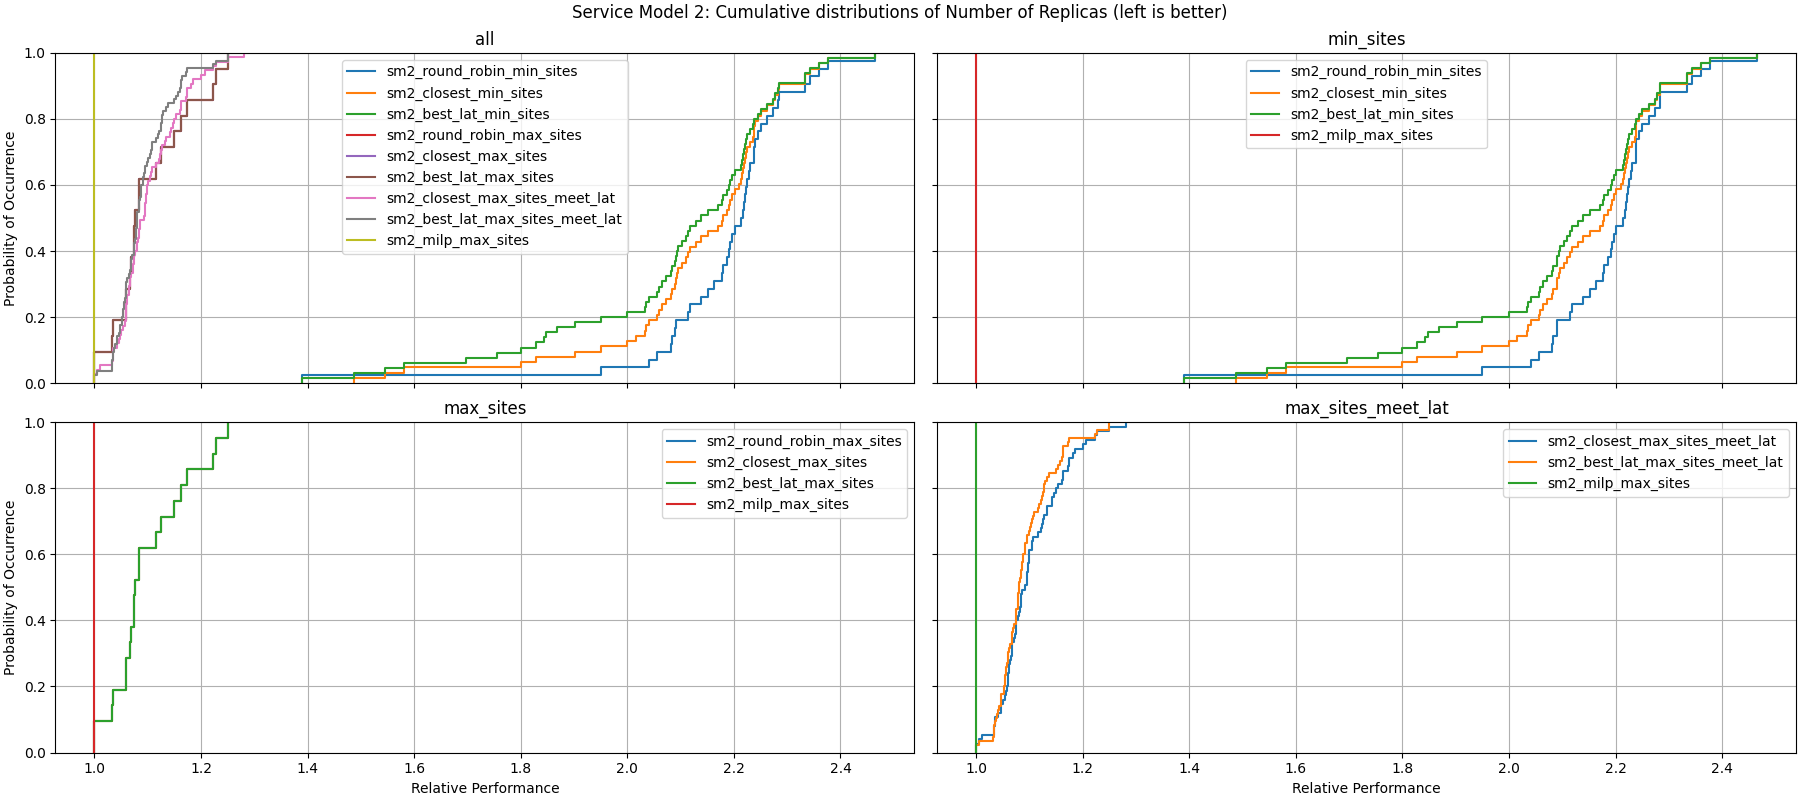 Service Model 2: Cumulative distributions of Number of Replicas (left is better)
all
Probability of Occurrence
1.0
0.8
0.6
0.4
0.2
0.0
sm2_round_robin_min_sites
sm2_closest_min_sites
sm2_best_lat_min_sites
sm2_round_robin_max_sites
sm2_closest_max_sites
sm2_best_lat_max_sites
sm2_closest_max_sites_meet_lat
sm2_best_lat_max_sites_meet_lat
sm2_milp_max_sites
min_sites
sm2_round_robin_min_sites
sm2_closest_min_sites
sm2_best_lat_min_sites
sm2_milp_max_sites
max_sites
Probability of Occurrence
1.0
0.8
0.6
0.4
0.2
0.0
sm2_round_robin_max_sites
sm2_closest_max_sites
sm2_best_lat_max_sites
sm2_milp_max_sites
1.0 1.2 1.4 1.6 1.8 2.0 2.2 2.4
Relative Performance
max_sites_meet_lat
sm2_closest_max_sites_meet_lat
sm2_best_lat_max_sites_meet_lat
sm2_milp_max_sites
1.0 1.2 1.4 1.6 1.8 2.0 2.2 2.4
Relative Performance